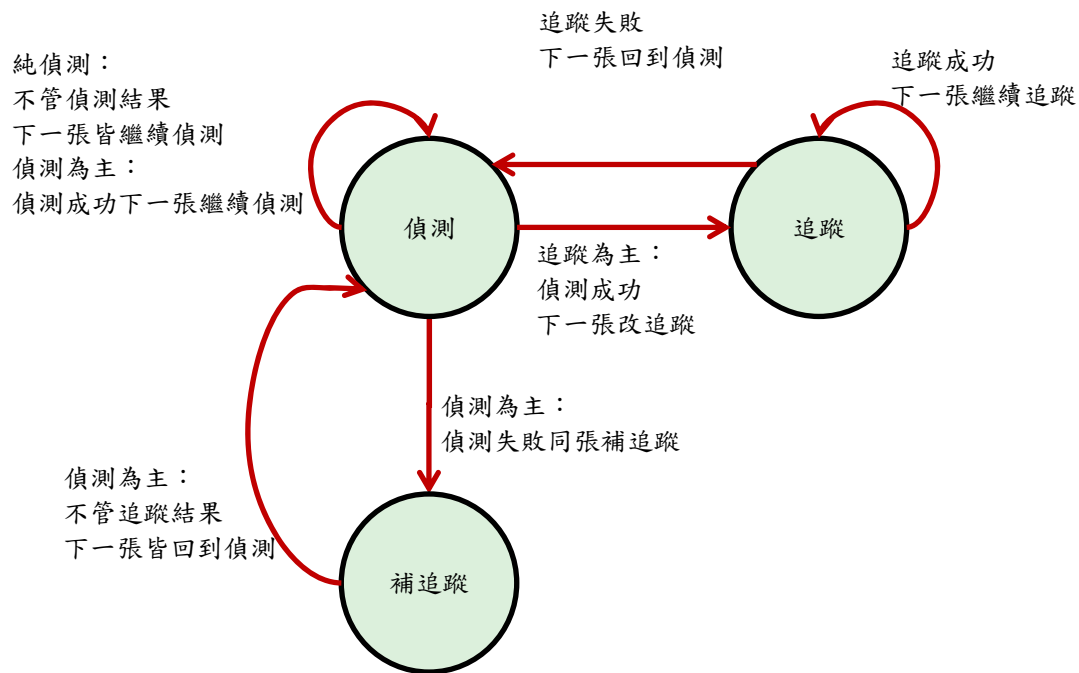 追蹤失敗
下一張回到偵測
純偵測：
不管偵測結果
下一張皆繼續偵測
偵測為主：
偵測成功下一張繼續偵測
追蹤成功
下一張繼續追蹤
偵測
追蹤
追蹤為主：
偵測成功
下一張改追蹤
偵測為主：
偵測失敗同張補追蹤
偵測為主：
不管追蹤結果
下一張皆回到偵測
補追蹤